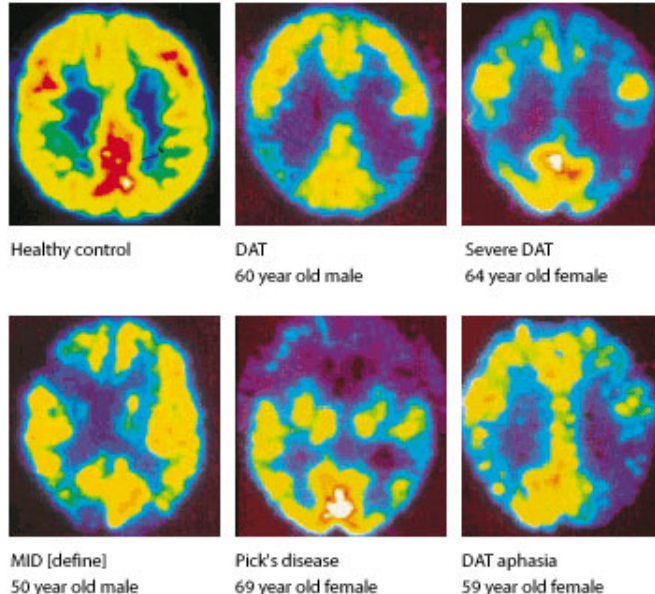 Healthy control
DAT
60 year old male
Severe DAT
64 year old female
MID [define]
50 year old male
Pick's disease
69 year old female
DAT aphasia
59 year old female